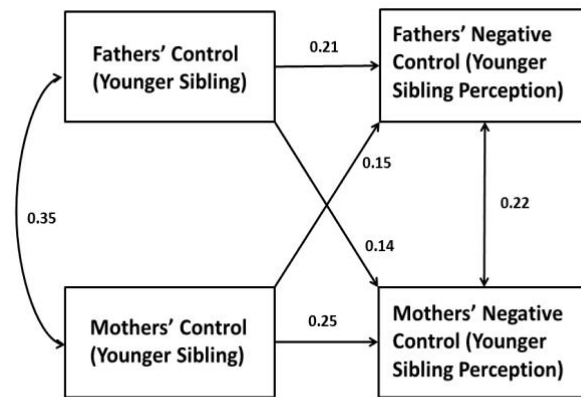 Fathers' Control
(Younger Sibling)
0.21
Fathers' Negative
Control (Younger
Sibling Perception)
0.15
0.35
0.22
0.14
Mothers' Control
(Younger Sibling)
0.25
Mothers' Negative
Control (Younger
Sibling Perception)